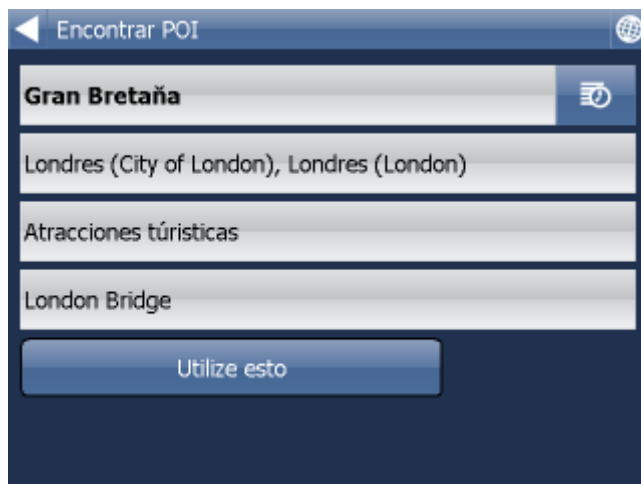 Encontrar POI
Gran Bretaña
Londres (City of London), Londres (London)
Atracciones túristicas
London Bridge
Utilize esto